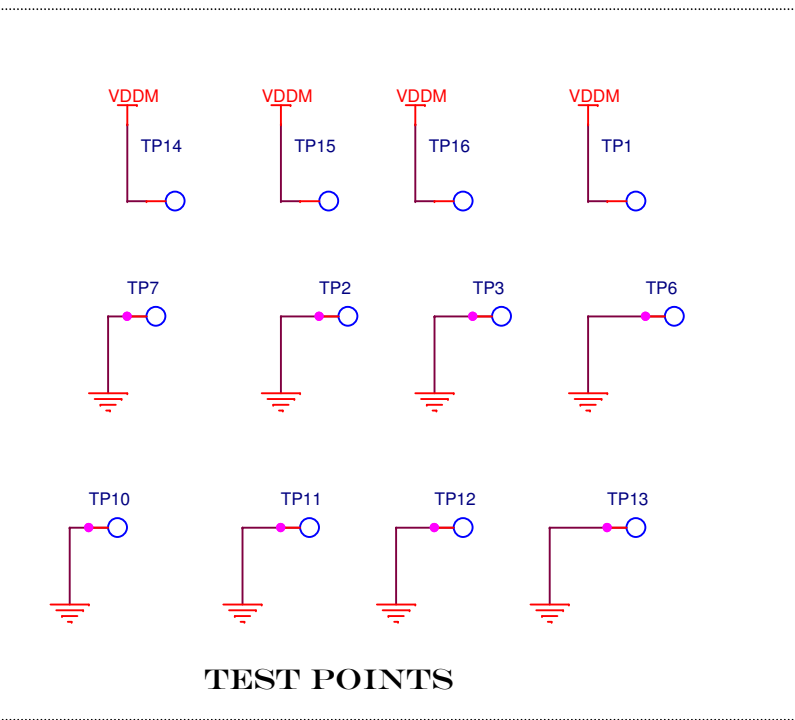 VDDM VDDM VDDM VDDM
TP14 TP15 TP16 TP1
TP7 TP2 TP3 TP6
TP10 TP11 TP12 TP13
TEST POINTS